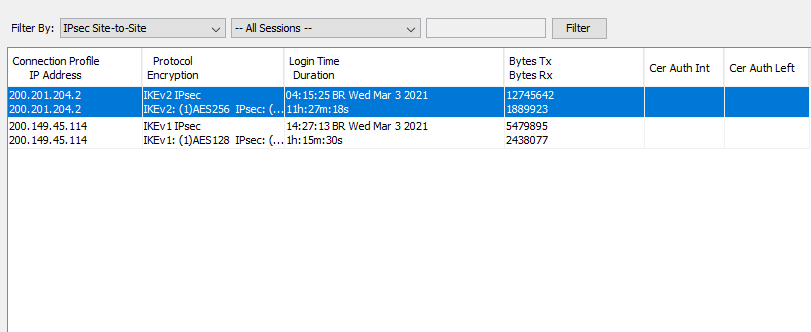 Filter By: IPsec Site-to-Site -- All Sessions -- Filter
Connection Profile Protocol Login Time Bytes Tx Cer Auth Int Cer Auth Left
IP Address Encryption Duration Bytes Rx
200.201.204.2 IKEv2 IPsec 04:15:25 BR Wed Mar 3 2021 12745642
200.201.204.2 IKEv2: (1)AES256 IPsec: (... 11h:27m:18s 1889923
200.149.45.114 IKEv1 IPsec 14:27:13 BR Wed Mar 3 2021 5479895
200.149.45.114 IKEv1: (1)AES128 IPsec: (... 1h:15m:30s 2438077